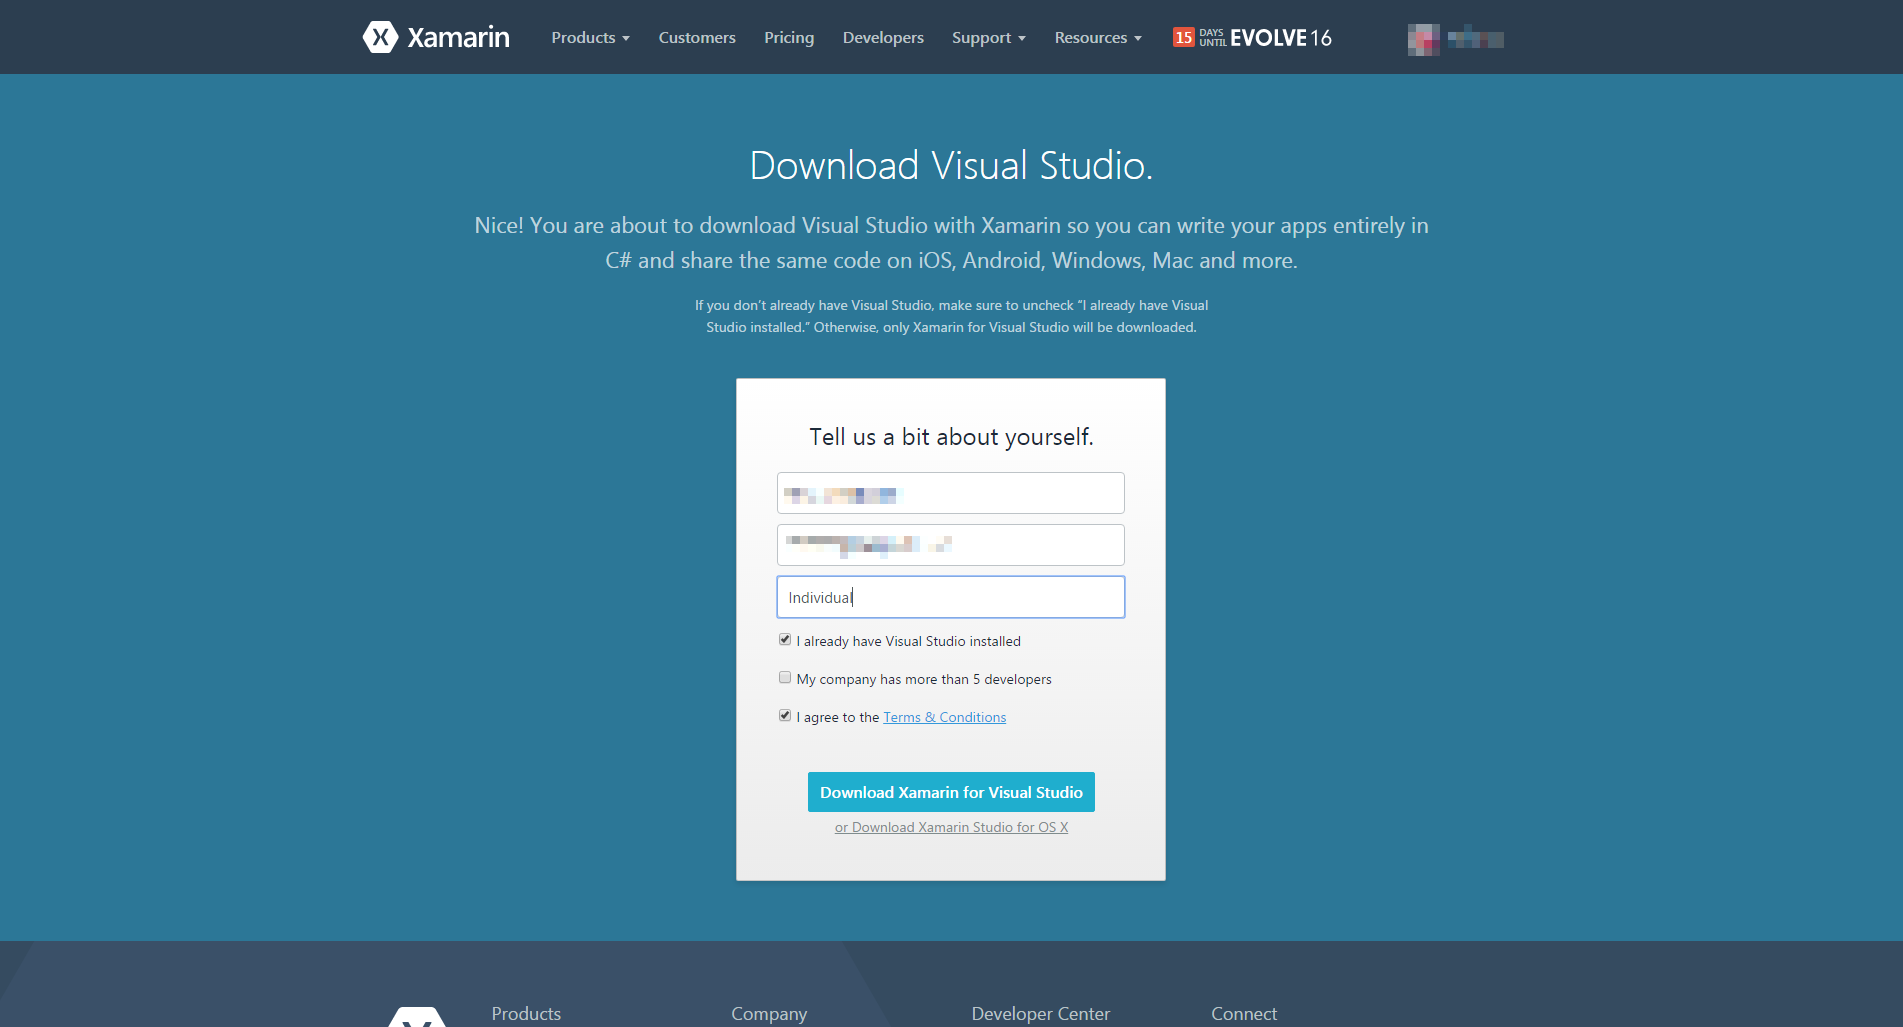 Xamarin
Products
Customers
Pricing
Developers
Support
Resources
15 DAYS UNTIL EVOLVE 16
Download Visual Studio.
Nice! You are about to download Visual Studio with Xamarin so you can write your apps entirely in
C# and share the same code on iOS, Android, Windows, Mac and more.
If you don’t already have Visual Studio, make sure to uncheck “I already have Visual
Studio installed.” Otherwise, only Xamarin for Visual Studio will be downloaded.
Tell us a bit about yourself.
Individual
I already have Visual Studio installed
My company has more than 5 developers
I agree to the Terms & Conditions
Download Xamarin for Visual Studio
or Download Xamarin Studio for OS X
Products
Company
Developer Center
Connect